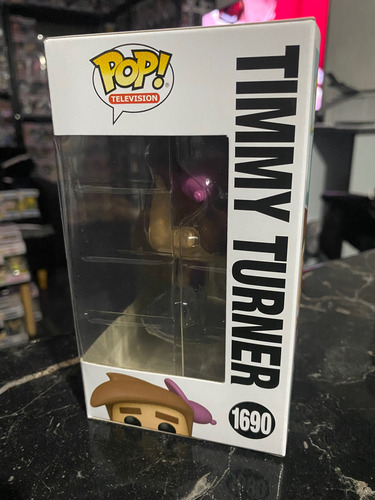 POP!
TELEVISION
TIMMY TURNER
1690